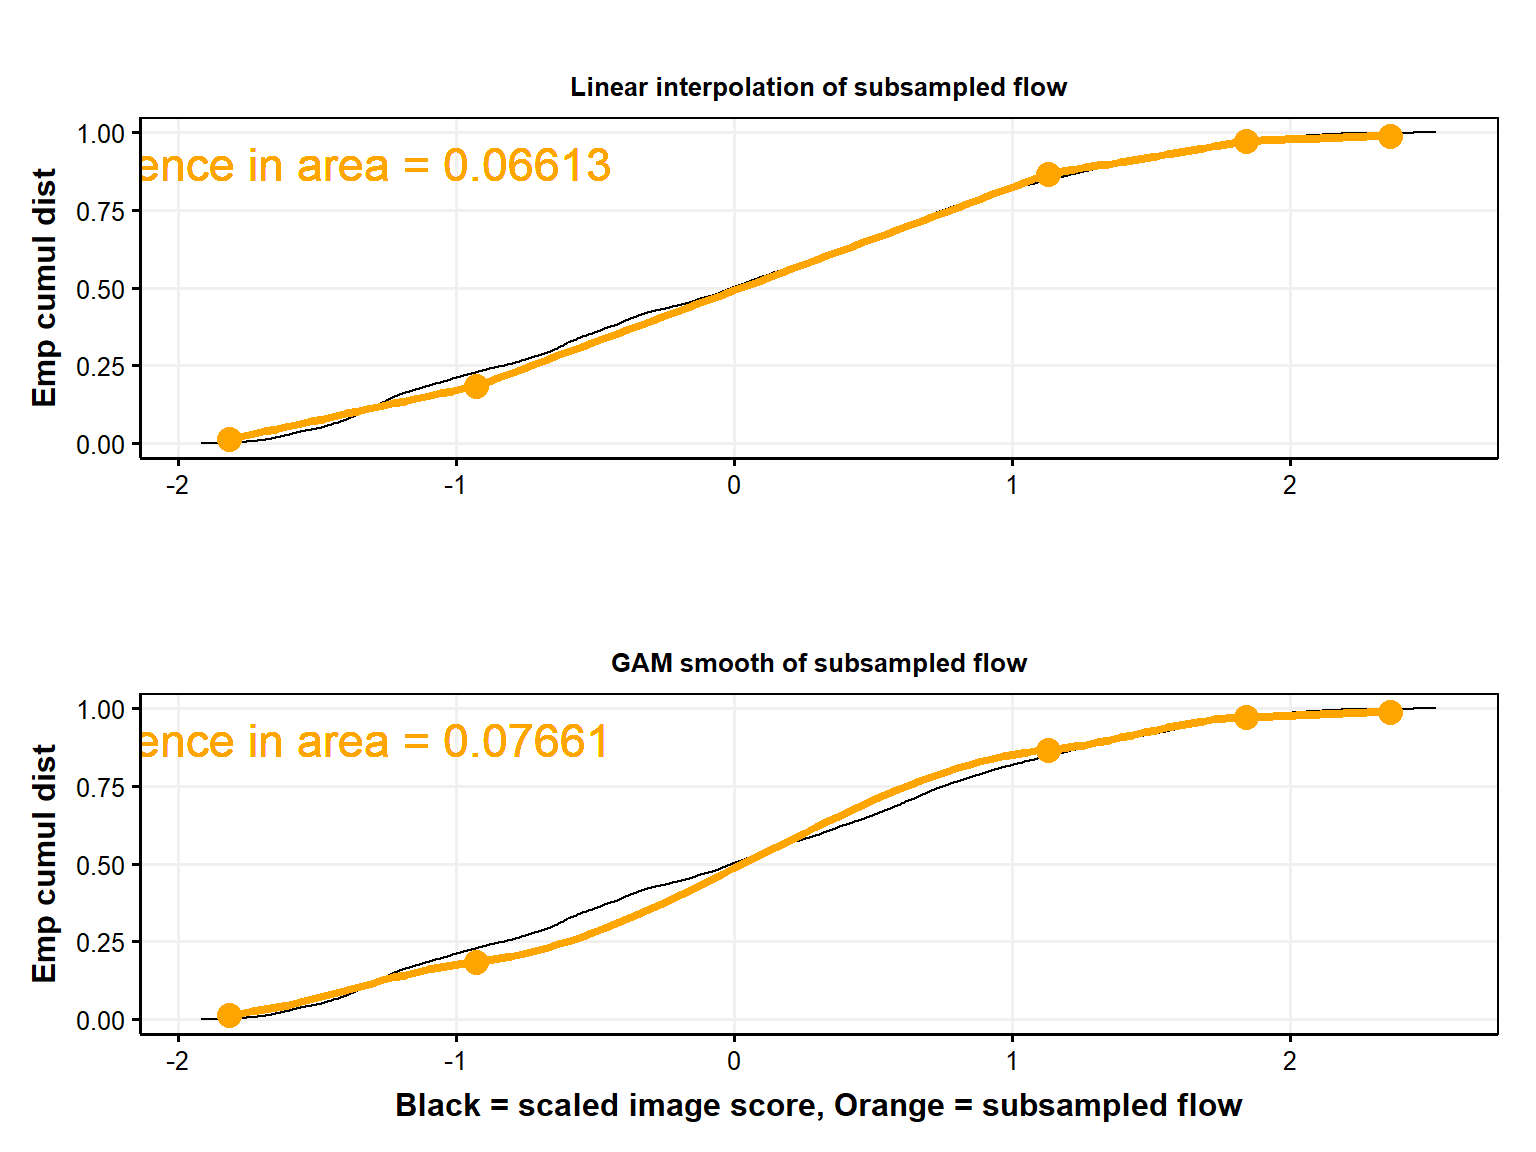 Linear interpolation of subsampled flow
Emp cumul dist
1.00
0.75
0.50
0.25
0.00
ence in area = 0.06613
-2 -1 0 1 2
GAM smooth of subsampled flow
Emp cumul dist
1.00
0.75
0.50
0.25
0.00
ence in area = 0.07661
-2 -1 0 1 2
Black = scaled image score, Orange = subsampled flow